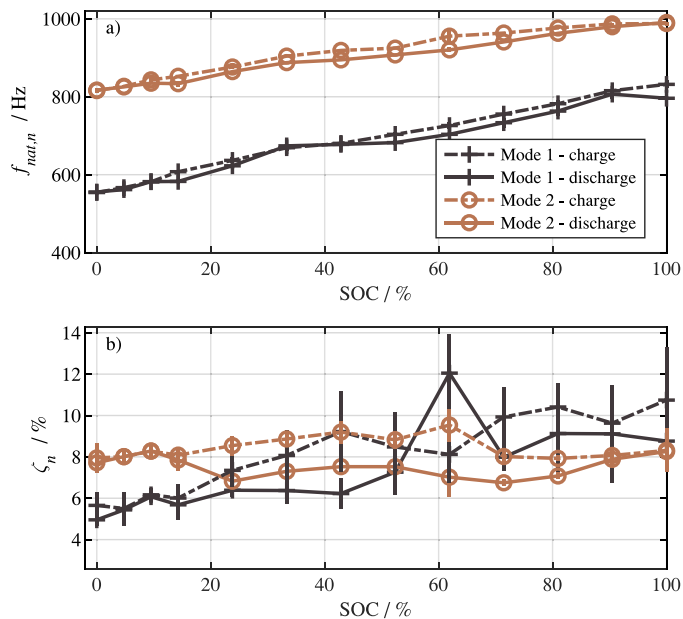 a)
1000
800
600
400
f_{nat,n} / Hz
0 20 40 60 80 100
SOC / %
Mode 1 - charge
Mode 1 - discharge
Mode 2 - charge
Mode 2 - discharge
b)
14
12
10
8
6
4
ζ_n / %
0 20 40 60 80 100
SOC / %